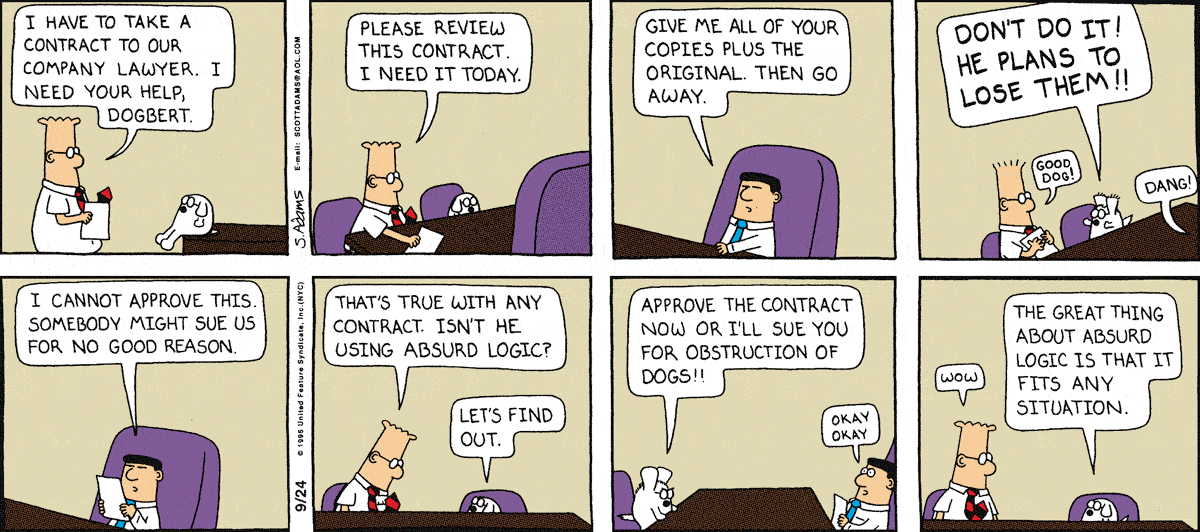 I HAVE TO TAKE A
CONTRACT TO OUR
COMPANY LAWYER. I
NEED YOUR HELP,
DOGBERT.
S.Adams
E-mail: SCOTTADAMS@AOL.COM
PLEASE REVIEW
THIS CONTRACT.
I NEED IT TODAY.
GIVE ME ALL OF YOUR
COPIES PLUS THE
ORIGINAL. THEN GO
AWAY.
DON'T DO IT!
HE PLANS TO
LOSE THEM!!
GOOD
DOG!
DANG!
I CANNOT APPROVE THIS.
SOMEBODY MIGHT SUE US
FOR NO GOOD REASON.
9/24
© 1995 United Feature Syndicate, Inc.(NYC)
THAT'S TRUE WITH ANY
CONTRACT. ISN'T HE
USING ABSURD LOGIC?
LET'S FIND
OUT.
APPROVE THE CONTRACT
NOW OR I'LL SUE YOU
FOR OBSTRUCTION OF
DOGS!!
OKAY
OKAY
WOW
THE GREAT THING
ABOUT ABSURD
LOGIC IS THAT IT
FITS ANY
SITUATION.